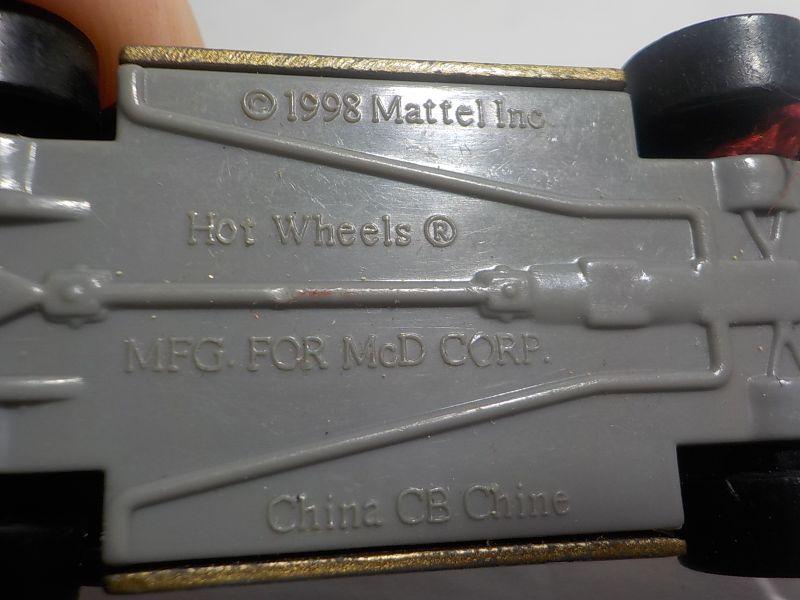 © 1998 Mattel Inc.
Hot Wheels ®
MFG. FOR McD CORP.
China CB Chine